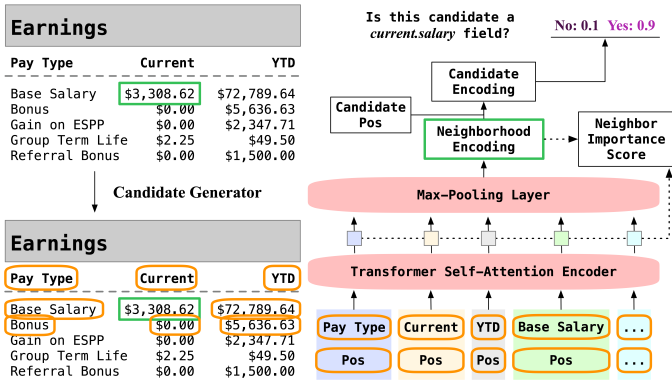 Earnings
Pay Type Current YTD
Base Salary $3,308.62 $72,789.64
Bonus $0.00 $5,636.63
Gain on ESPP $0.00 $2,347.71
Group Term Life $2.25 $49.50
Referral Bonus $0.00 $1,500.00
Candidate Generator
Earnings
Pay Type Current YTD
Base Salary $3,308.62 $72,789.64
Bonus $0.00 $5,636.63
Gain on ESPP $0.00 $2,347.71
Group Term Life $2.25 $49.50
Referral Bonus $0.00 $1,500.00
Is this candidate a
current.salary field?
No: 0.1 Yes: 0.9
Candidate
Encoding
Candidate
Pos
Neighborhood
Encoding
Neighbor
Importance
Score
Max-Pooling Layer
Transformer Self-Attention Encoder
Pay Type Current YTD Base Salary ...
Pos Pos Pos Pos ...